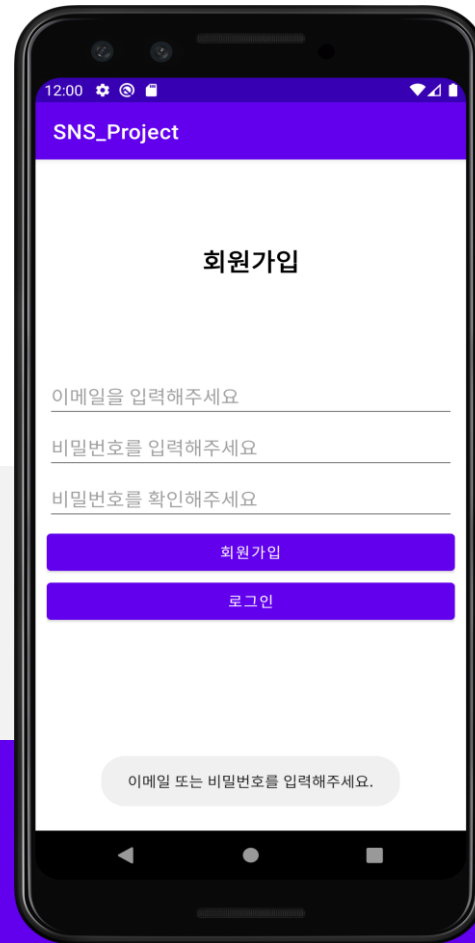 12:00
SNS_Project
회원가입
이메일을 입력해주세요
비밀번호를 입력해주세요
비밀번호를 확인해주세요
회원가입
로그인
이메일 또는 비밀번호를 입력해주세요.